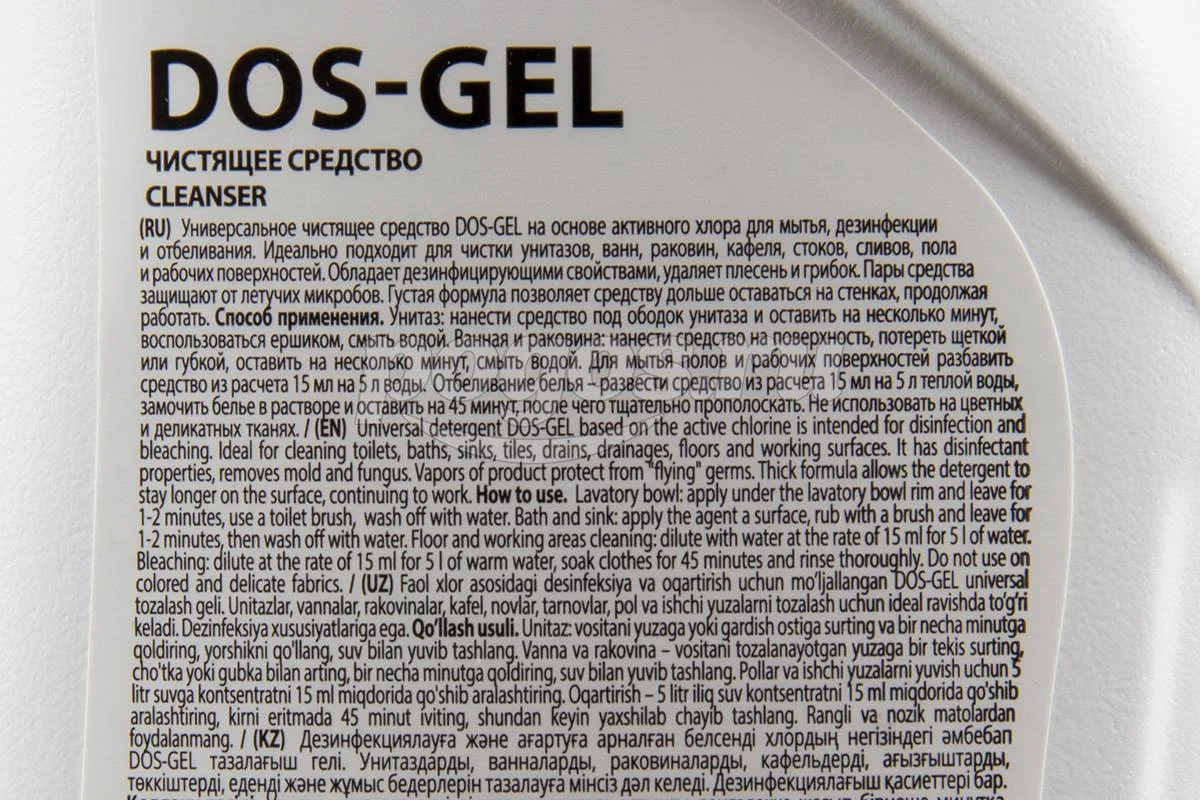 DOS-GEL
ЧИСТЯЩЕЕ СРЕДСТВО
CLEANSER
(RU) Универсальное чистящее средство DOS-GEL на основе активного хлора для мытья, дезинфекции
и отбеливания. Идеально подходит для чистки унитазов, ванн, раковин, кафеля, стоков, сливов, пола
и рабочих поверхностей. Обладает дезинфицирующими свойствами, удаляет плесень и грибок. Пары средства
защищают от летучих микробов. Густая формула позволяет средству дольше оставаться на стенках, продолжая
работать. Способ применения. Унитаз: нанести средство под ободок унитаза и оставить на несколько минут,
воспользоваться ершиком, смыть водой. Ванная и раковина: нанести средство на поверхность, потереть щеткой
или губкой, оставить на несколько минут, смыть водой. Для мытья полов и рабочих поверхностей разбавить
средство из расчета 15 мл на 5 л воды. Отбеливание белья – развести средство из расчета 15 мл на 5 л теплой воды,
замочить белье в растворе и оставить на 45 минут, после чего тщательно прополоскать. Не использовать на цветных
и деликатных тканях. / (EN) Universal detergent DOS-GEL based on the active chlorine is intended for disinfection and
bleaching. Ideal for cleaning toilets, baths, sinks, tiles, drains, drainages, floors and working surfaces. It has disinfectant
properties, removes mold and fungus. Vapors of product protect from "flying" germs. Thick formula allows the detergent to
stay longer on the surface, continuing to work. How to use. Lavatory bowl: apply under the lavatory bowl rim and leave for
1-2 minutes, use a toilet brush, wash off with water. Bath and sink: apply the agent a surface, rub with a brush and leave for
1-2 minutes, then wash off with water. Floor and working areas cleaning: dilute with water at the rate of 15 ml for 5 l of water.
Bleaching: dilute at the rate of 15 ml for 5 l of warm water, soak clothes for 45 minutes and rinse thoroughly. Do not use on
colored and delicate fabrics. / (UZ) Faol xlor asosidagi desinfeksiya va oqartirish uchun mo'ljallangan DOS-GEL universal
tozalash geli. Unitazlar, vannalar, rakovinalar, kafel, novlar, tarnovlar, pol va ishchi yuzalarni tozalash uchun ideal ravishda to'g'ri
keladi. Dezinfeksiya xususiyatlariga ega. Qo'llash usuli. Unitaz: vositani yuzaga yoki gardish ostiga surting va bir necha minutga
qoldiring, yorshikni qo'llang, suv bilan yuvib tashlang. Vanna va rakovina – vositani tozalanayotgan yuzaga bir tekis surting,
cho'tka yoki gubka bilan arting, bir necha minutga qoldiring, suv bilan yuvib tashlang. Pollar va ishchi yuzalarni yuvish uchun 5
litr suvga kontsentratni 15 ml miqdorida qo'shib aralashtiring. Oqartirish – 5 litr iliq suv kontsentratni 15 ml miqdorida qo'shib
aralashtiring, kirni eritmada 45 minut iviting, shundan keyin yaxshilab chayib tashlang. Rangli va nozik matolardan
foydalanmang. / (KZ) Дезинфекциялауға және ағартуға арналған белсенді хлордың негізіндегі әмбебап
DOS-GEL тазалағыш гелі. Унитаздарды, ванналарды, раковиналарды, кафельдерді, ағызғыштарды,
төккіштерді, еденді және жұмыс бедерлерін тазалауға мінсіз дәл келеді. Дезинфекциялағыш қасиеттері бар.